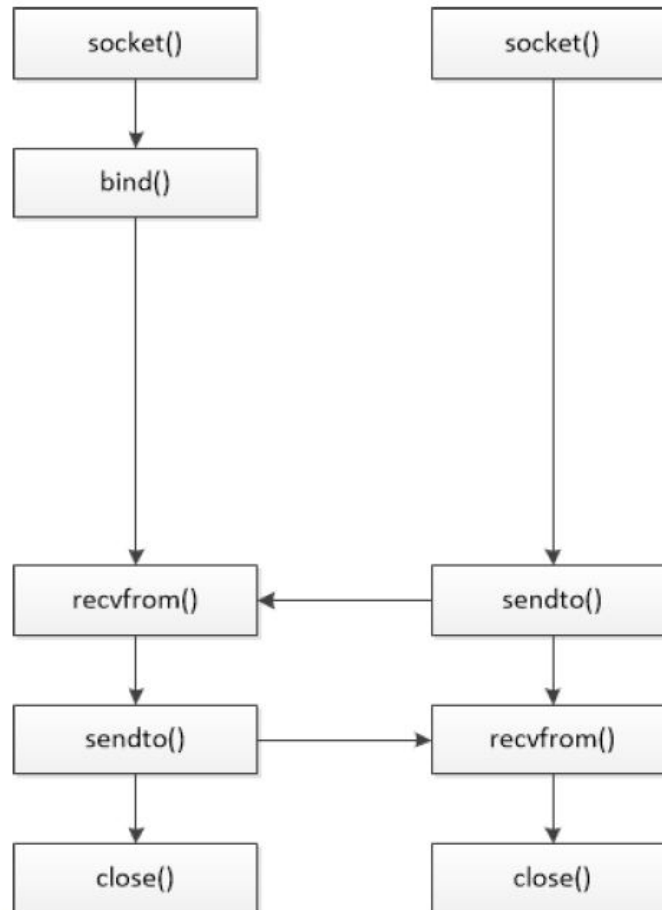 socket()
socket()
bind()
recvfrom()
sendto()
sendto()
recvfrom()
close()
close()